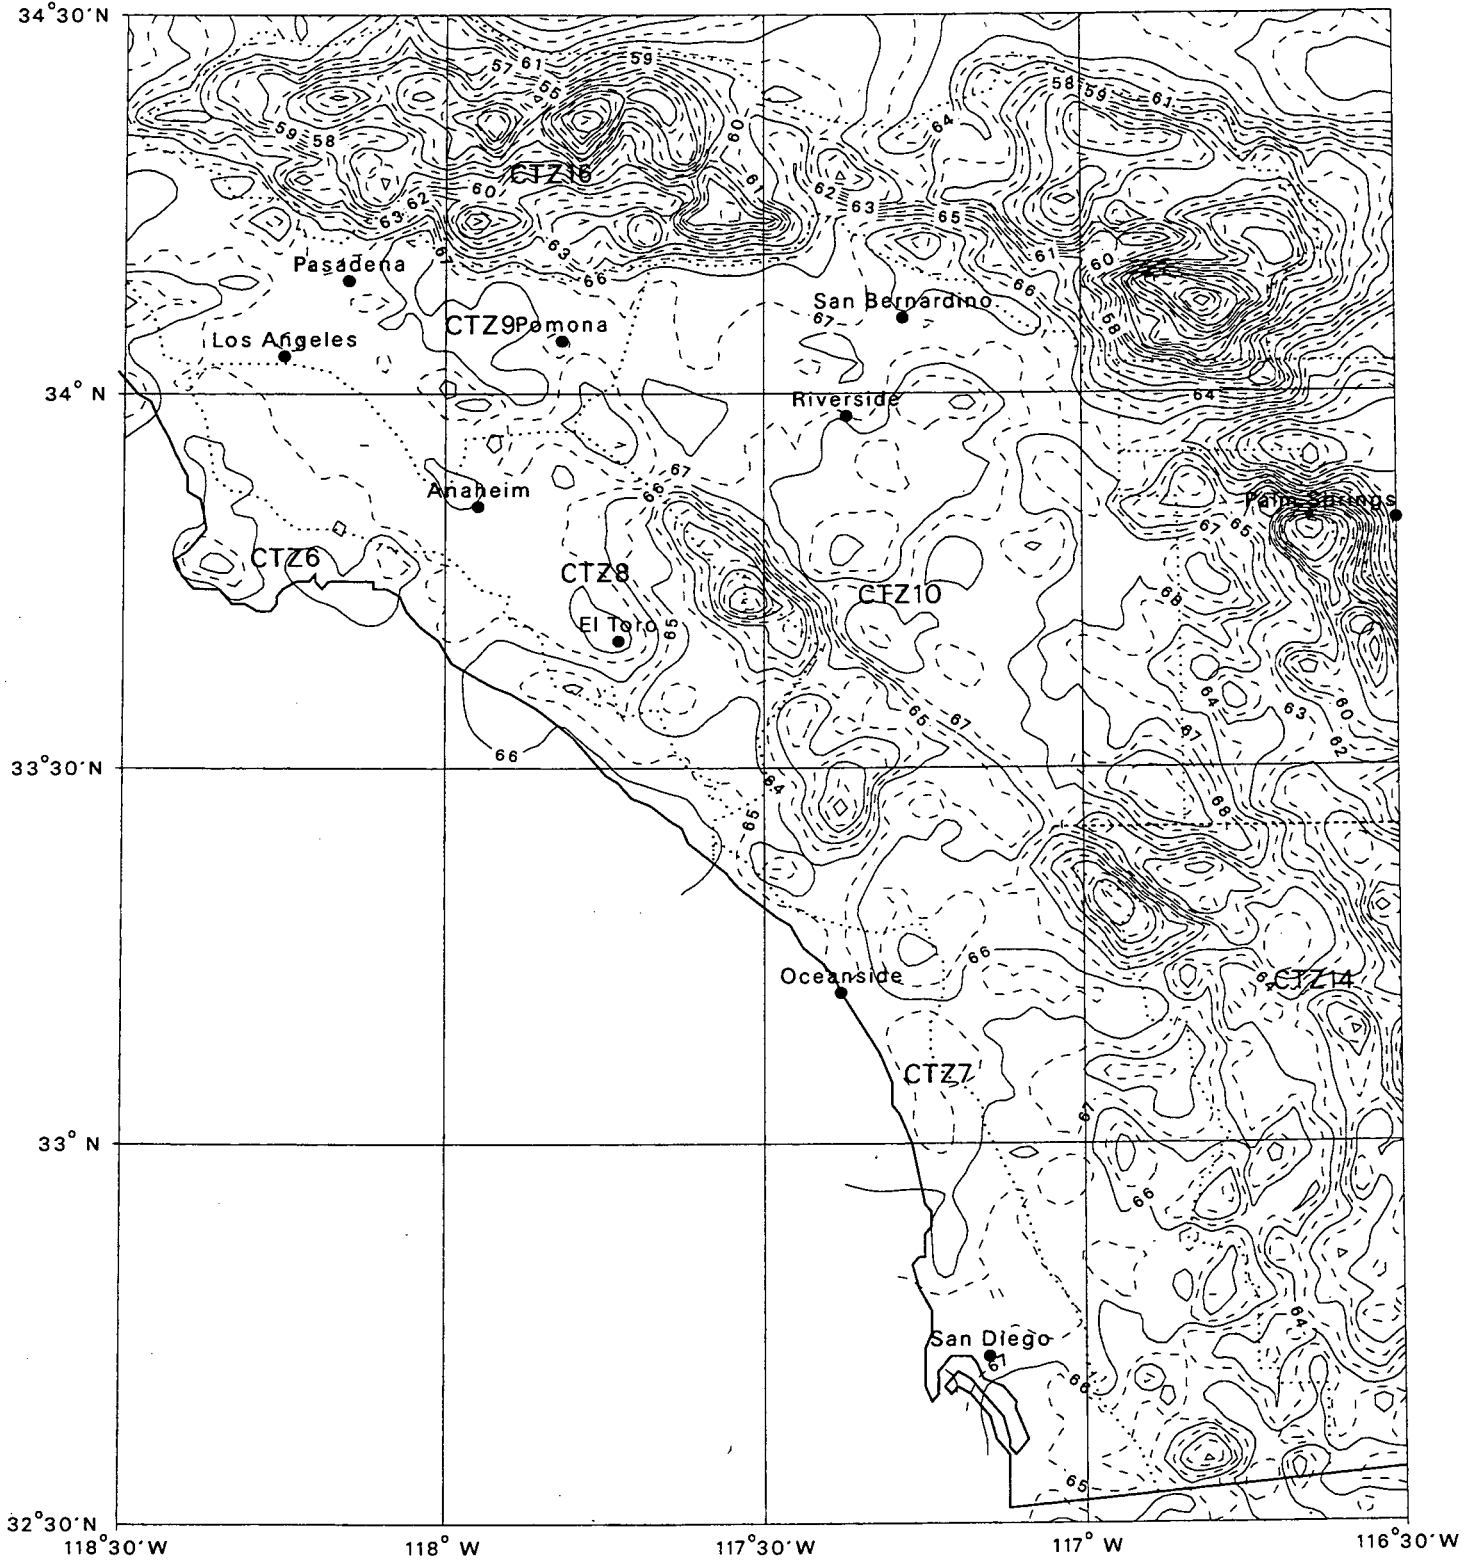 34°30'N
57 61 59
55
58 59 61
59 58
60
64
CTZ16
60
61
62 63 65
63 62
67
63
66
61
60
66
Pasadena
San Bernardino
67
58
CTZ9 Pomona
Los Angeles
34° N
Riverside
64
67
66
Anaheim
Palm Springs
67 65
CTZ6
CTZ8
CTZ10
68
El Toro
65
64
63 60
65 67
67
62
66
33°30'N
64
68
65
66
Oceanside
64
CTZ14
CTZ7
67
33° N
66
64
San Diego
67
66
65
32°30'N
118°30'W 118° W 117°30'W 117° W 116°30'W